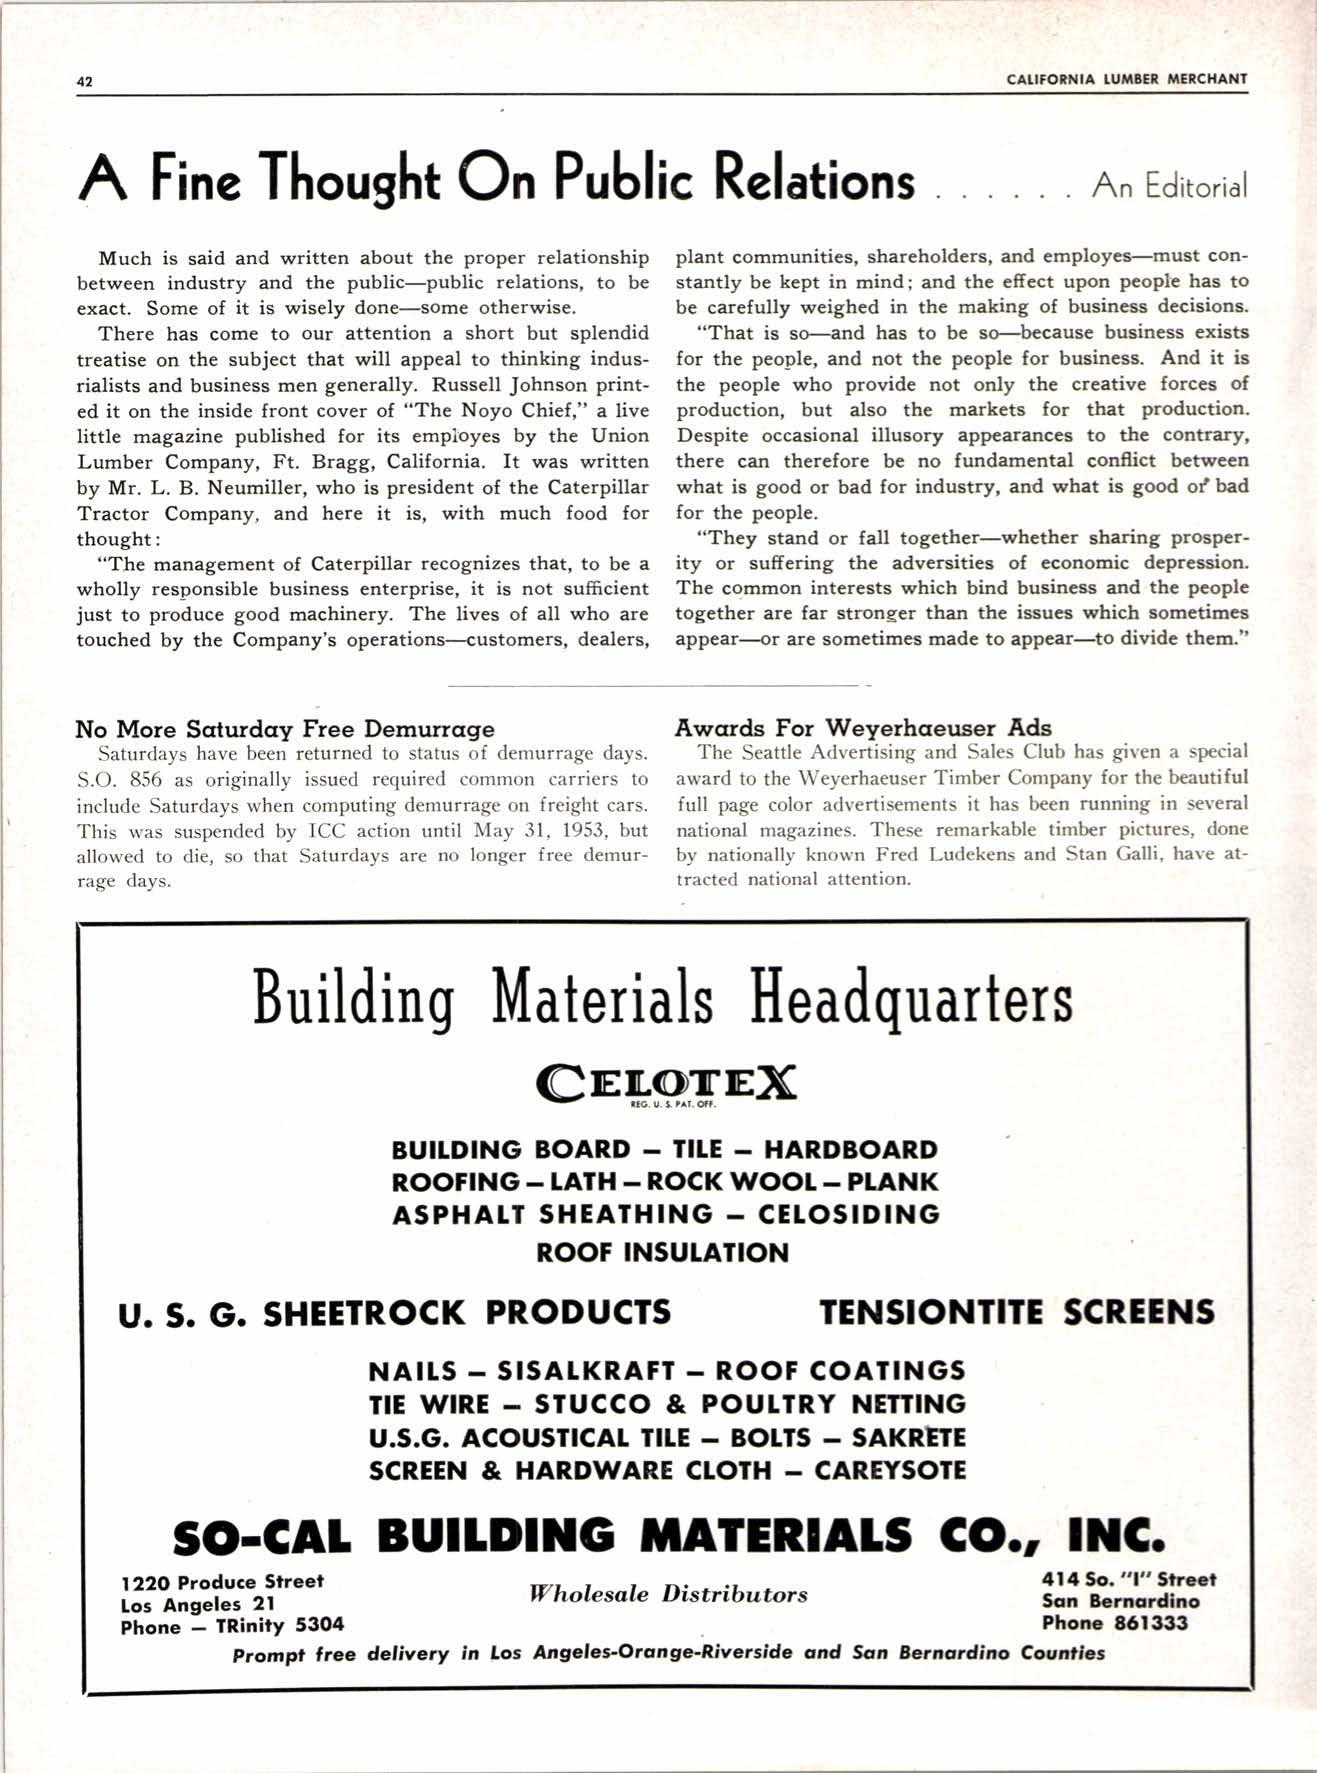 42
CALIFORNIA LUMBER MERCHANT
A Fine Thought On Public Relations . . . . . . An Editorial
Much is said and written about the proper relationship
between industry and the public—public relations, to be
exact. Some of it is wisely done—some otherwise.
There has come to our attention a short but splendid
treatise on the subject that will appeal to thinking indus-
rialists and business men generally. Russell Johnson print-
ed it on the inside front cover of “The Noyo Chief,” a live
little magazine published for its employes by the Union
Lumber Company, Ft. Bragg, California. It was written
by Mr. L. B. Neumiller, who is president of the Caterpillar
Tractor Company, and here it is, with much food for
thought:
“The management of Caterpillar recognizes that, to be a
wholly responsible business enterprise, it is not sufficient
just to produce good machinery. The lives of all who are
touched by the Company’s operations—customers, dealers,
plant communities, shareholders, and employes—must con-
stantly be kept in mind; and the effect upon people has to
be carefully weighed in the making of business decisions.
“That is so—and has to be so—because business exists
for the people, and not the people for business. And it is
the people who provide not only the creative forces of
production, but also the markets for that production.
Despite occasional illusory appearances to the contrary,
there can therefore be no fundamental conflict between
what is good or bad for industry, and what is good or bad
for the people.
“They stand or fall together—whether sharing prosper-
ity or suffering the adversities of economic depression.
The common interests which bind business and the people
together are far stronger than the issues which sometimes
appear—or are sometimes made to appear—to divide them.”
No More Saturday Free Demurrage
Saturdays have been returned to status of demurrage days.
S.O. 856 as originally issued required common carriers to
include Saturdays when computing demurrage on freight cars.
This was suspended by ICC action until May 31, 1953, but
allowed to die, so that Saturdays are no longer free demur-
rage days.
Awards For Weyerhaeuser Ads
The Seattle Advertising and Sales Club has given a special
award to the Weyerhaeuser Timber Company for the beautiful
full page color advertisements it has been running in several
national magazines. These remarkable timber pictures, done
by nationally known Fred Ludekens and Stan Galli, have at-
tracted national attention.
Building Materials Headquarters
CELOTEX
REG. U. S. PAT. OFF.
BUILDING BOARD – TILE – HARDBOARD
ROOFING – LATH – ROCK WOOL – PLANK
ASPHALT SHEATHING – CELOSIDING
ROOF INSULATION
U. S. G. SHEETROCK PRODUCTS
TENSIONTITE SCREENS
NAILS – SISALKRAFT – ROOF COATINGS
TIE WIRE – STUCCO & POULTRY NETTING
U.S.G. ACOUSTICAL TILE – BOLTS – SAKRETE
SCREEN & HARDWARE CLOTH – CAREYSOTE
SO-CAL BUILDING MATERIALS CO., INC.
1220 Produce Street
Los Angeles 21
Phone – TRinity 5304
Wholesale Distributors
414 So. "I" Street
San Bernardino
Phone 861333
Prompt free delivery in Los Angeles-Orange-Riverside and San Bernardino Counties